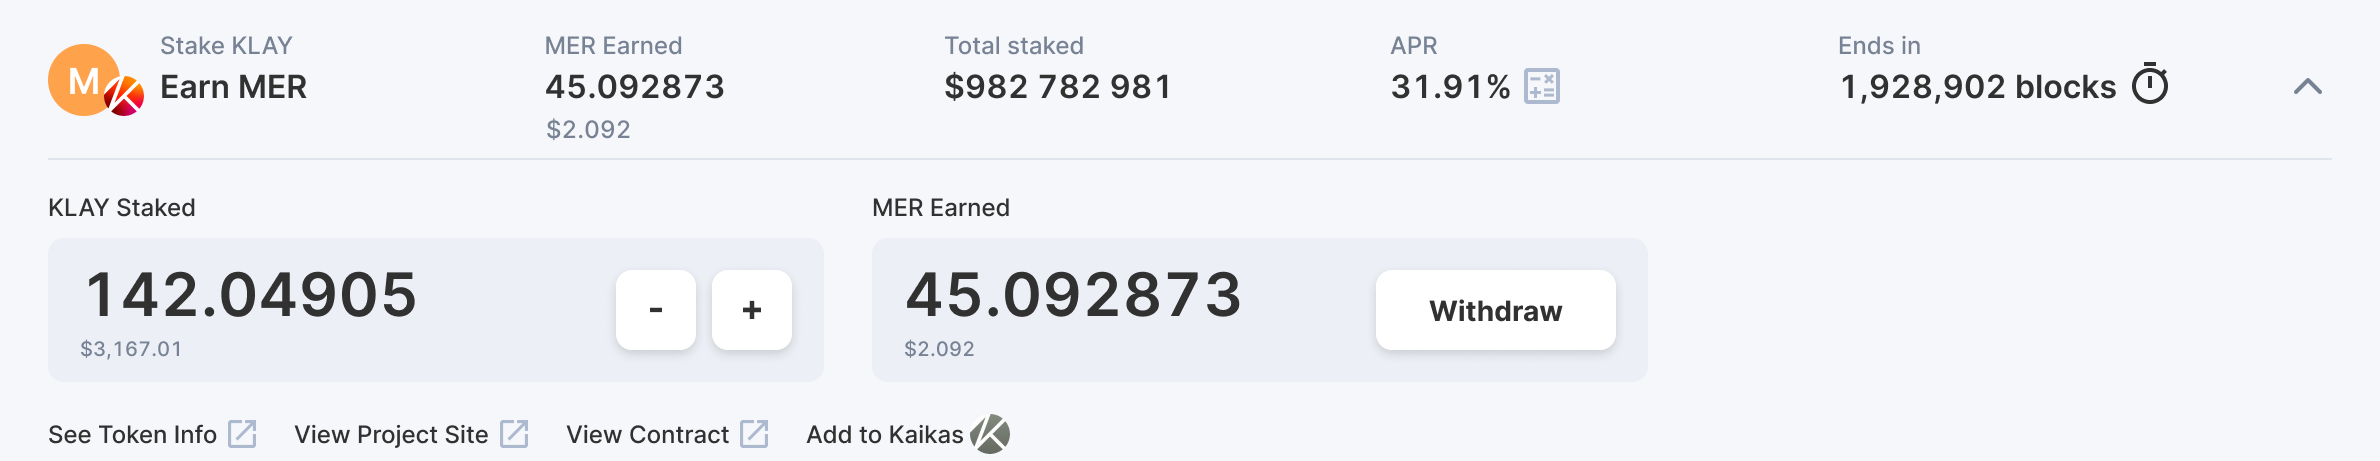 M
Stake KLAY
Earn MER
MER Earned
45.092873
$2.092
Total staked
$982 782 981
APR
31.91%
Ends in
1,928,902 blocks
KLAY Staked
142.04905
$3,167.01
-
+
MER Earned
45.092873
$2.092
Withdraw
See Token Info
View Project Site
View Contract
Add to Kaikas